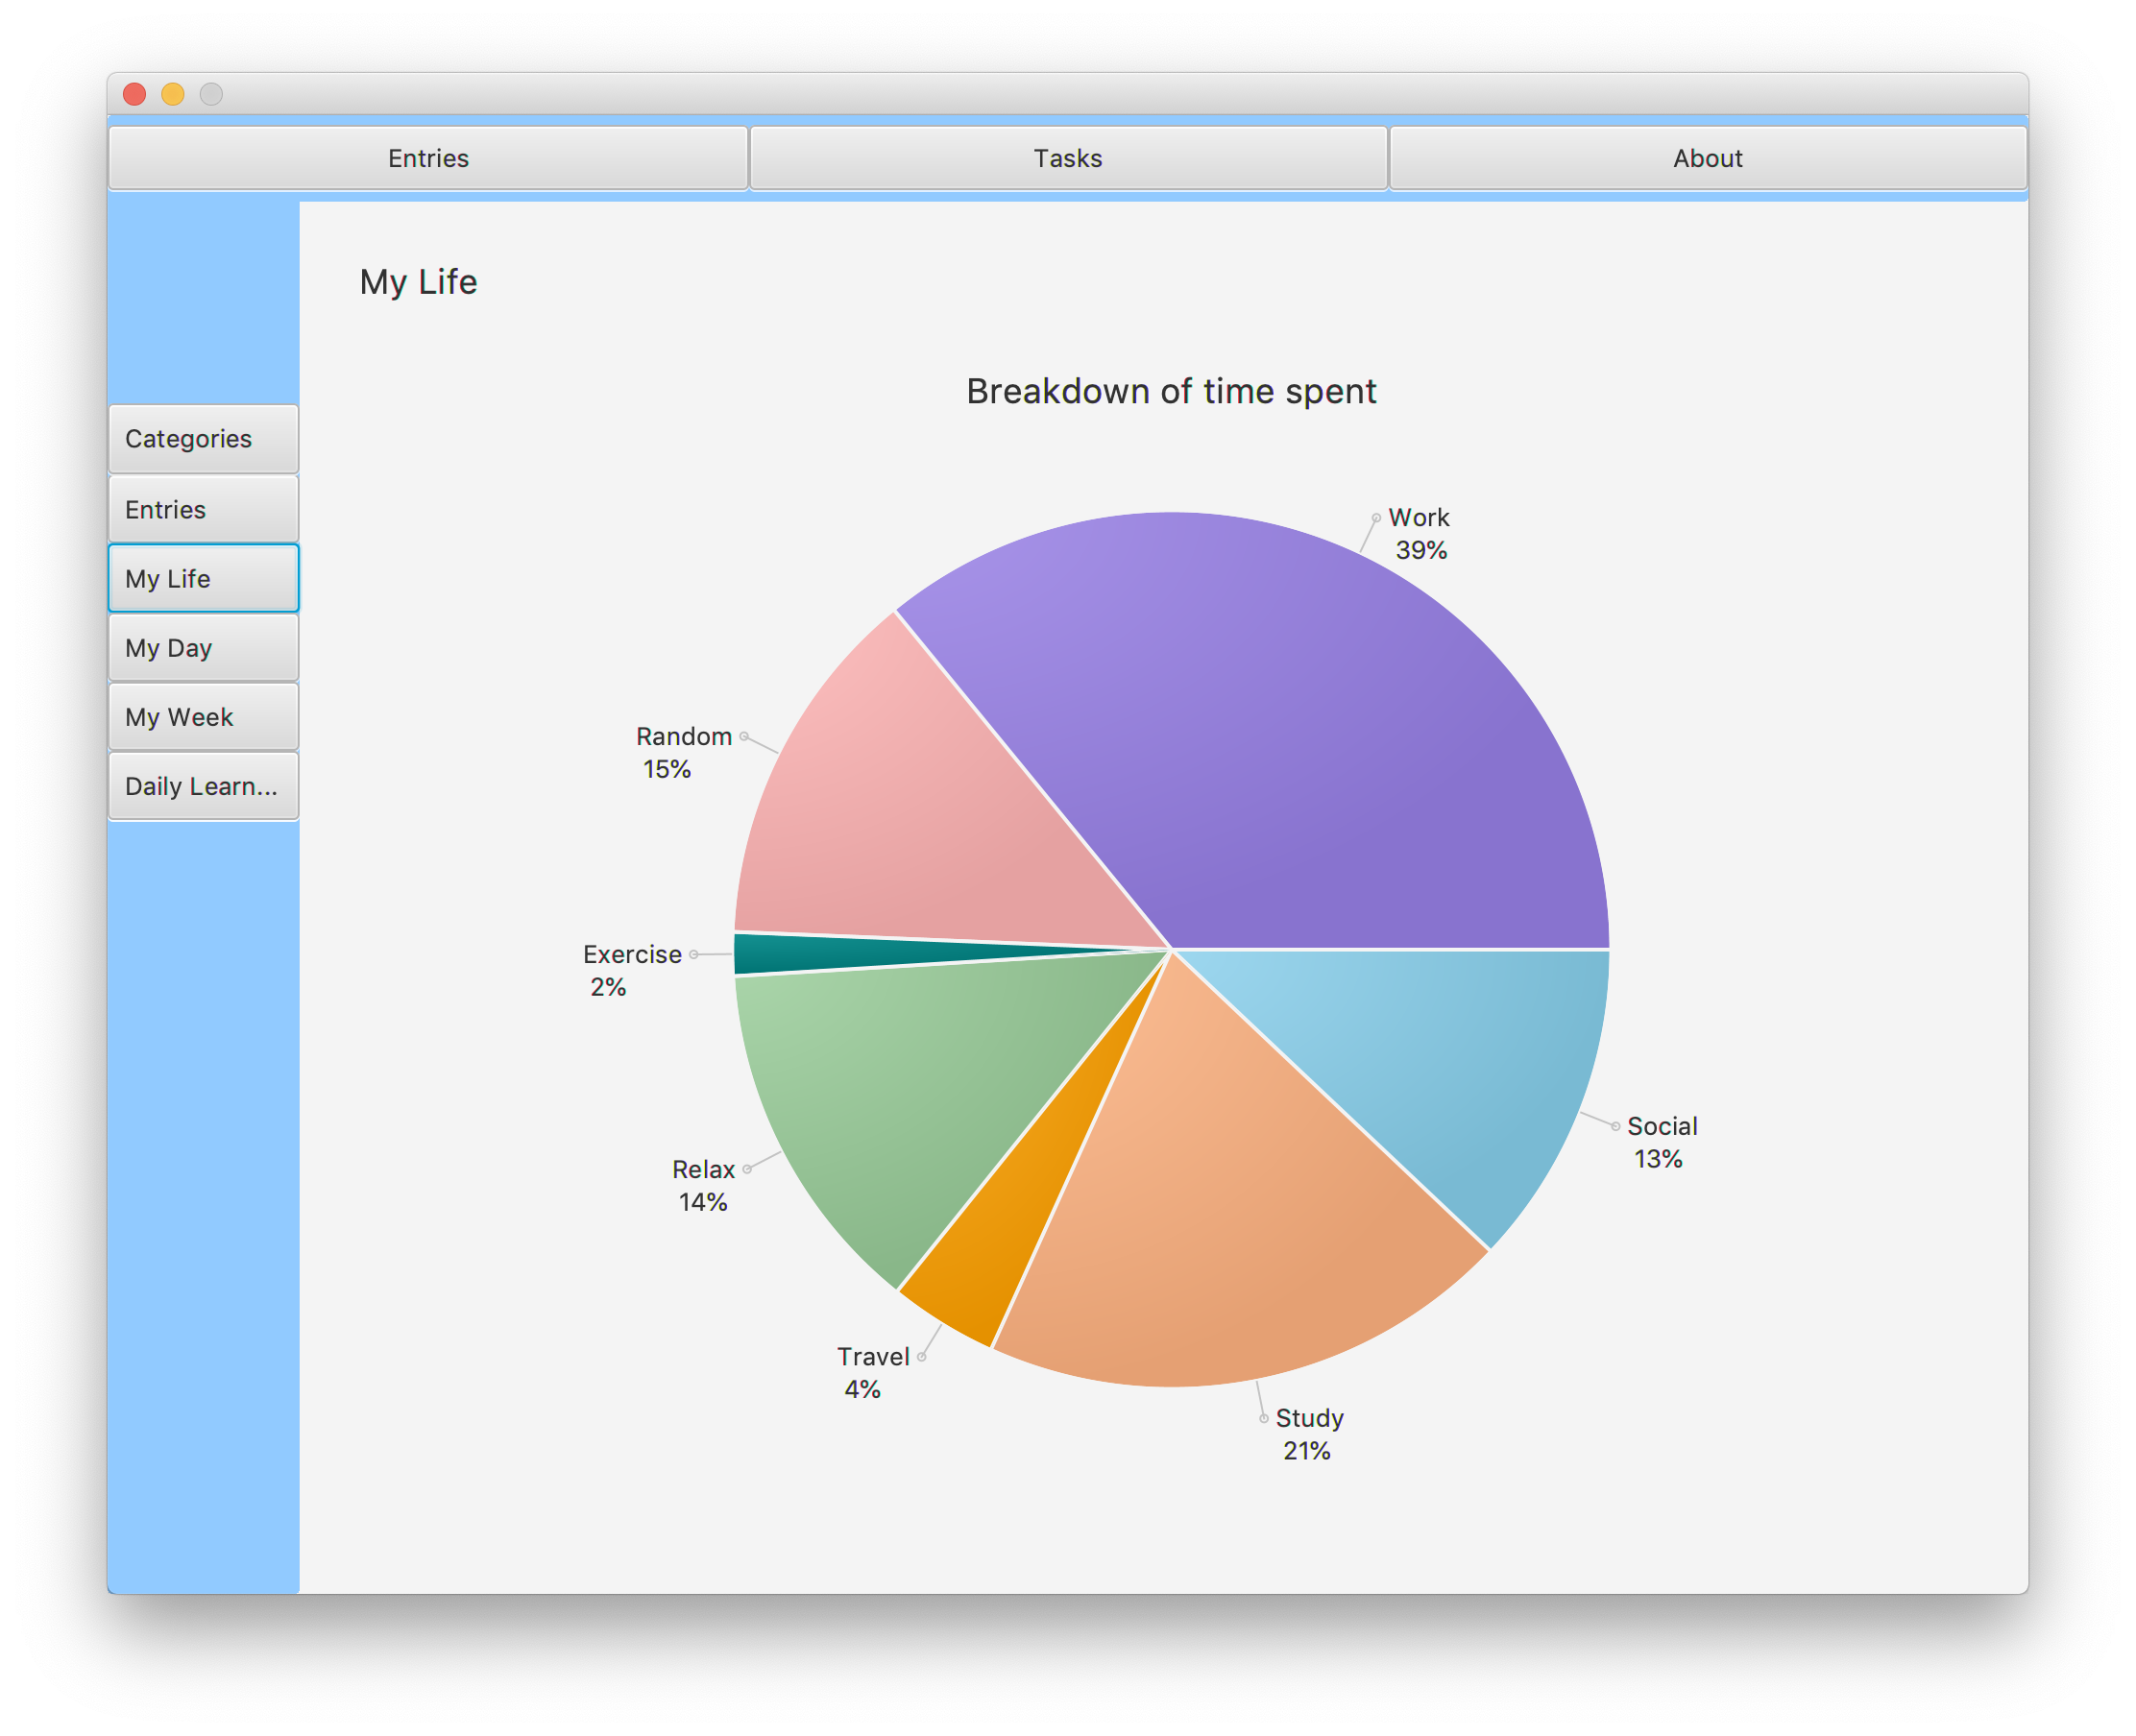 Entries
Tasks
About
My Life
Breakdown of time spent
Categories
Entries
My Life
My Day
My Week
Daily Learn...
Work
39%
Random
15%
Exercise
2%
Social
13%
Relax
14%
Travel
4%
Study
21%